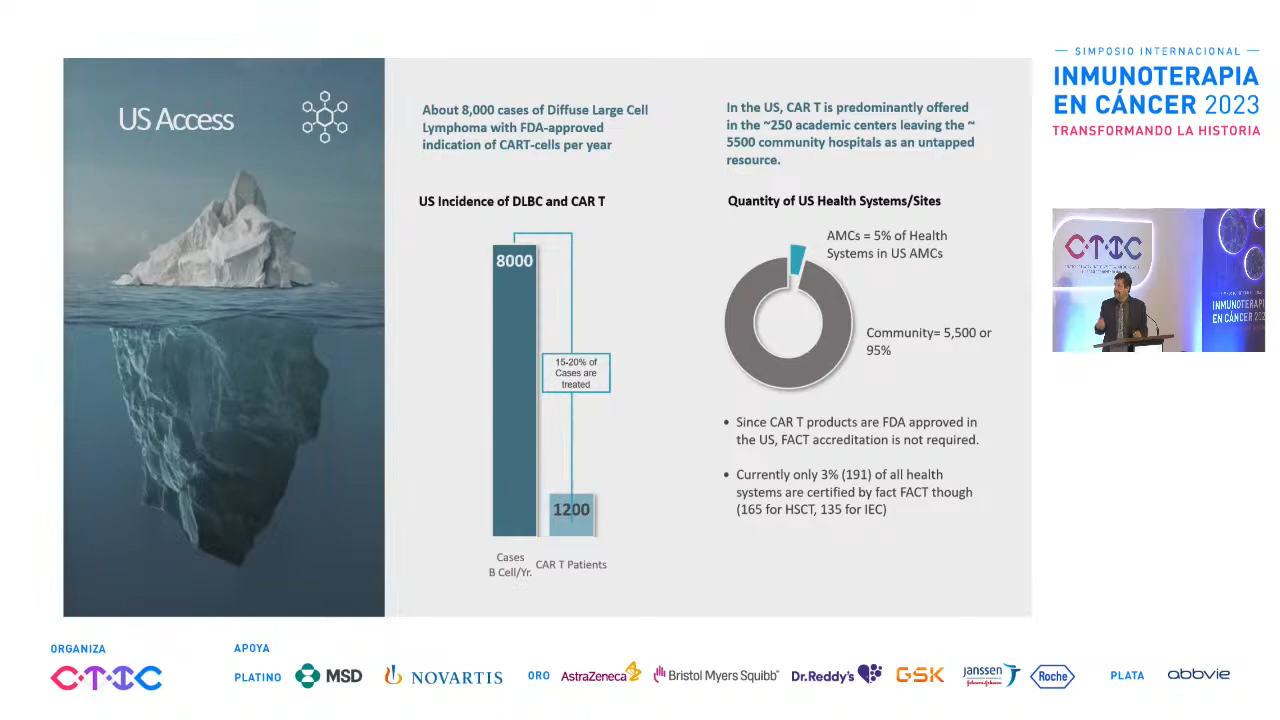 US Access
About 8,000 cases of Diffuse Large Cell
Lymphoma with FDA-approved
indication of CART-cells per year
US Incidence of DLBC and CAR T
8000
15-20% of
Cases are
treated
1200
Cases
B Cell/Yr.
CAR T Patients
In the US, CAR T is predominantly offered
in the ~250 academic centers leaving the ~
5500 community hospitals as an untapped
resource.
Quantity of US Health Systems/Sites
AMCs = 5% of Health
Systems in US AMCs
Community= 5,500 or
95%
• Since CAR T products are FDA approved in
the US, FACT accreditation is not required.
• Currently only 3% (191) of all health
systems are certified by fact FACT though
(165 for HSCT, 135 for IEC)
SIMPOSIO INTERNACIONAL
INMUNOTERAPIA
EN CÁNCER 2023
TRANSFORMANDO LA HISTORIA
CTIC
INMUNOTERAPIA
EN CÁNCER 202
ORGANIZA
CTIC
APOYA
PLATINO
MSD
NOVARTIS
ORO
AstraZeneca
Bristol Myers Squibb
Dr.Reddy's
GSK
Janssen
Johnson-Johnson
Roche
PLATA
abbvie